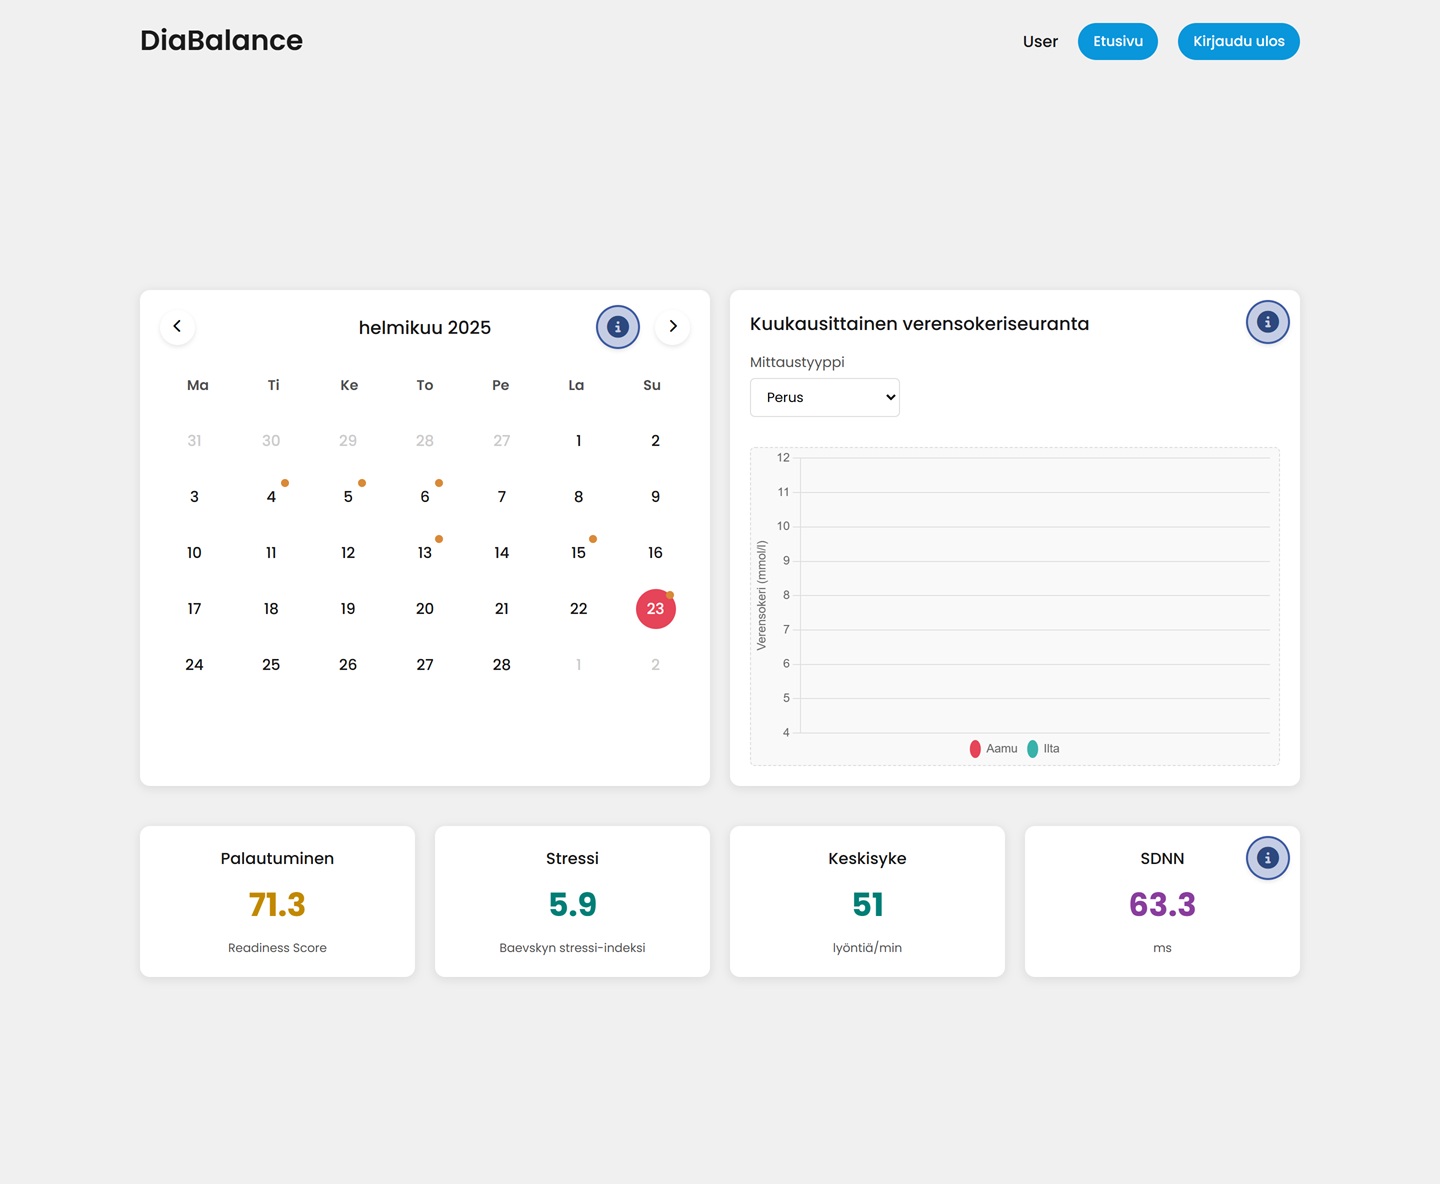 DiaBalance
User
Etusivu
Kirjaudu ulos
helmikuu 2025
Ma Ti Ke To Pe La Su
31 30 29 28 27 1 2
3 4 5 6 7 8 9
10 11 12 13 14 15 16
17 18 19 20 21 22 23
24 25 26 27 28 1 2
Kuukausittainen verensokeriseuranta
Mittaustyyppi
Perus
Verensokeri (mmol/l)
12
11
10
9
8
7
6
5
4
Aamu Ilta
Palautuminen
71.3
Readiness Score
Stressi
5.9
Baevskyn stressi-indeksi
Keskisyke
51
lyöntiä/min
SDNN
63.3
ms